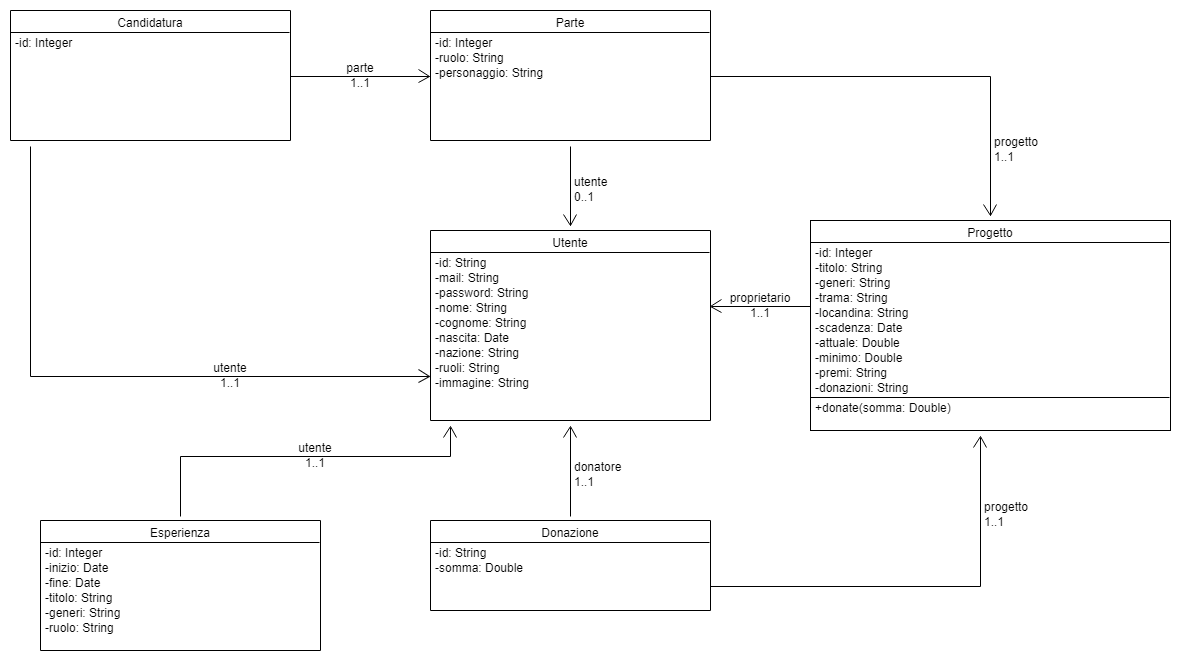 Candidatura
-id: Integer
parte
1..1
Parte
-id: Integer
-ruolo: String
-personaggio: String
progetto
1..1
utente
0..1
Utente
-id: String
-mail: String
-password: String
-nome: String
-cognome: String
-nascita: Date
-nazione: String
-ruoli: String
-immagine: String
proprietario
1..1
Progetto
-id: Integer
-titolo: String
-generi: String
-trama: String
-locandina: String
-scadenza: Date
-attuale: Double
-minimo: Double
-premi: String
-donazioni: String
+donate(somma: Double)
utente
1..1
utente
1..1
donatore
1..1
progetto
1..1
Esperienza
-id: Integer
-inizio: Date
-fine: Date
-titolo: String
-generi: String
-ruolo: String
Donazione
-id: String
-somma: Double